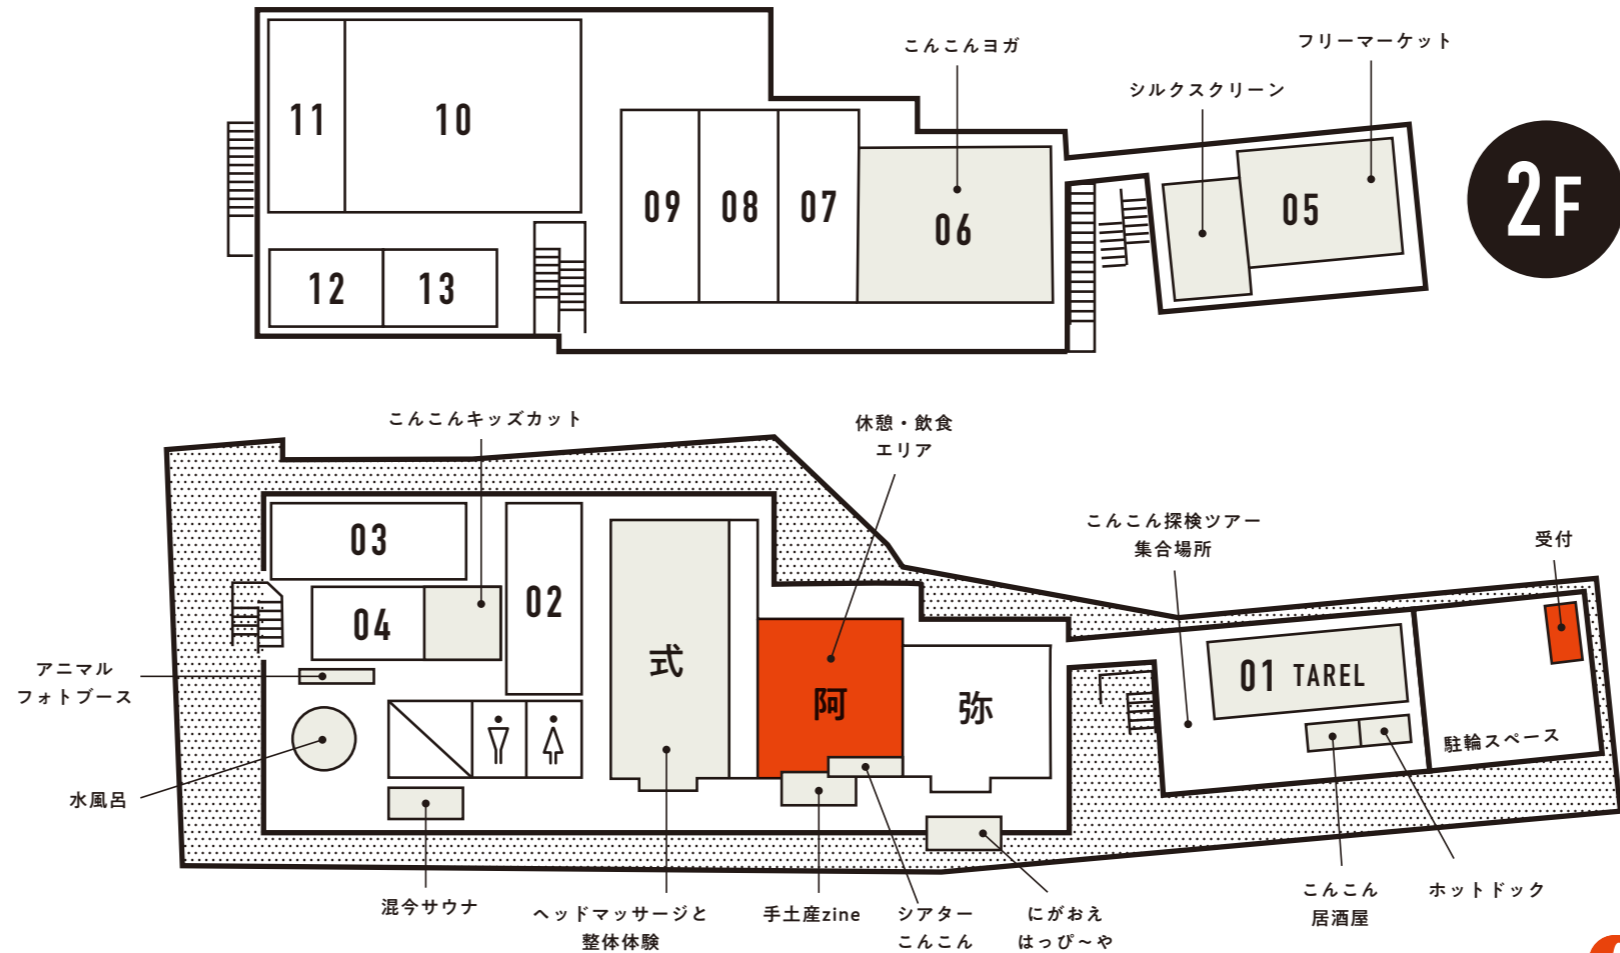 こんこんヨガ
フリーマーケット
シルクスクリーン
11
10
09
08
07
06
05
2F
12
13
こんこんキッズカット
休憩・飲食
エリア
こんこん探検ツアー
集合場所
受付
03
04
02
式
阿
弥
01 TAREL
駐輪スペース
アニマル
フォトブース
水風呂
混今サウナ
ヘッドマッサージと
整体体験
手土産zine
シアター
こんこん
にがおえ
はっぴ〜や
こんこん
居酒屋
ホットドック